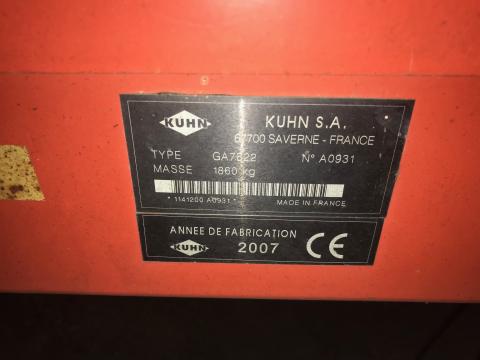 KUHN KUHN S.A.
67700 SAVERNE - FRANCE
TYPE GA7822 N° A0931
MASSE 1860 kg
* 1141200 A0931 * MADE IN FRANCE
ANNEE DE FABRICATION
KUHN 2007 CE